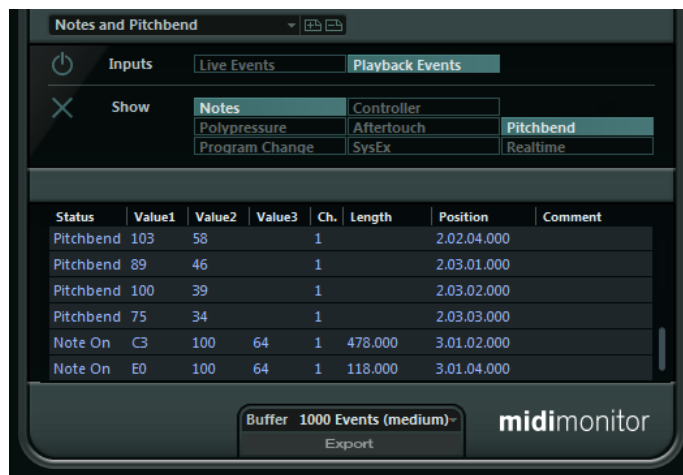 Notes and Pitchbend
Inputs Live Events Playback Events
Show Notes Controller
Polypressure Aftertouch Pitchbend
Program Change SysEx Realtime
Status Value1 Value2 Value3 Ch. Length Position Comment
Pitchbend 103 58 1 2.02.04.000
Pitchbend 89 46 1 2.03.01.000
Pitchbend 100 39 1 2.03.02.000
Pitchbend 75 34 1 2.03.03.000
Note On C3 100 64 1 478.000 3.01.02.000
Note On E0 100 64 1 118.000 3.01.04.000
Buffer 1000 Events (medium)
Export
midimonitor